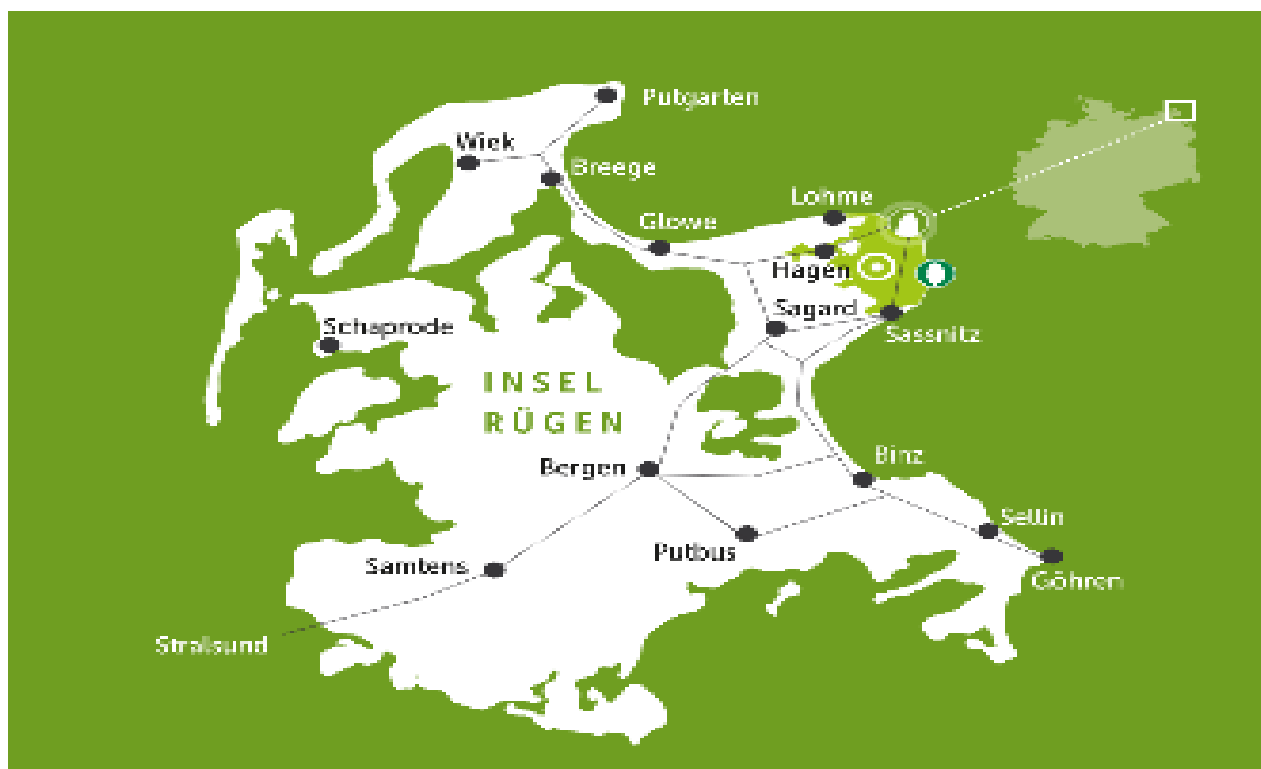 Putgarten
Wiek
Breege
Lohme
Glowe
Hagen
Sagard
Schaprode
Sassnitz
INSEL
RÜGEN
Binz
Bergen
Sellin
Putbus
Samtens
Göhren
Stralsund